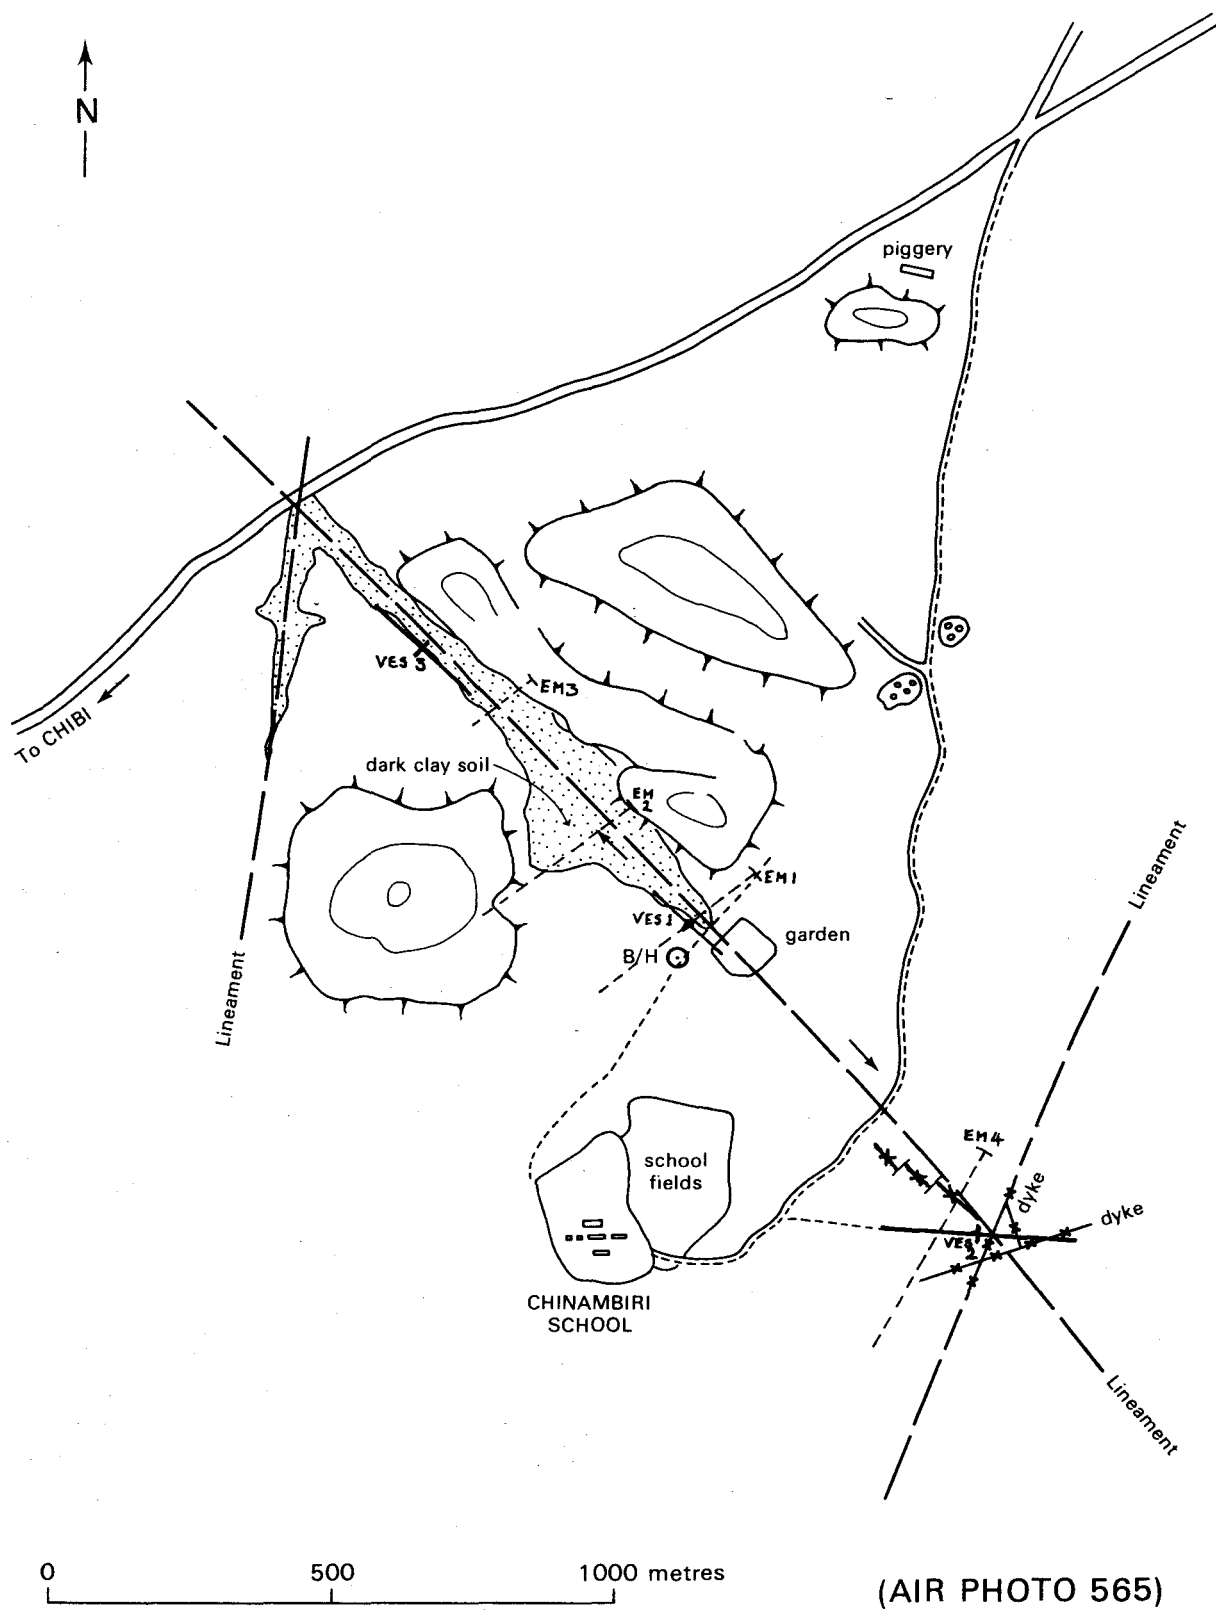 N
piggery
VES 3
EM3
To CHIBI
dark clay soil
EM
2
EM1
VES 1
garden
B/H
Lineament
Lineament
EM4
school
fields
dyke
dyke
VES
2
CHINAMBIRI
SCHOOL
Lineament
0 500 1000 metres
(AIR PHOTO 565)